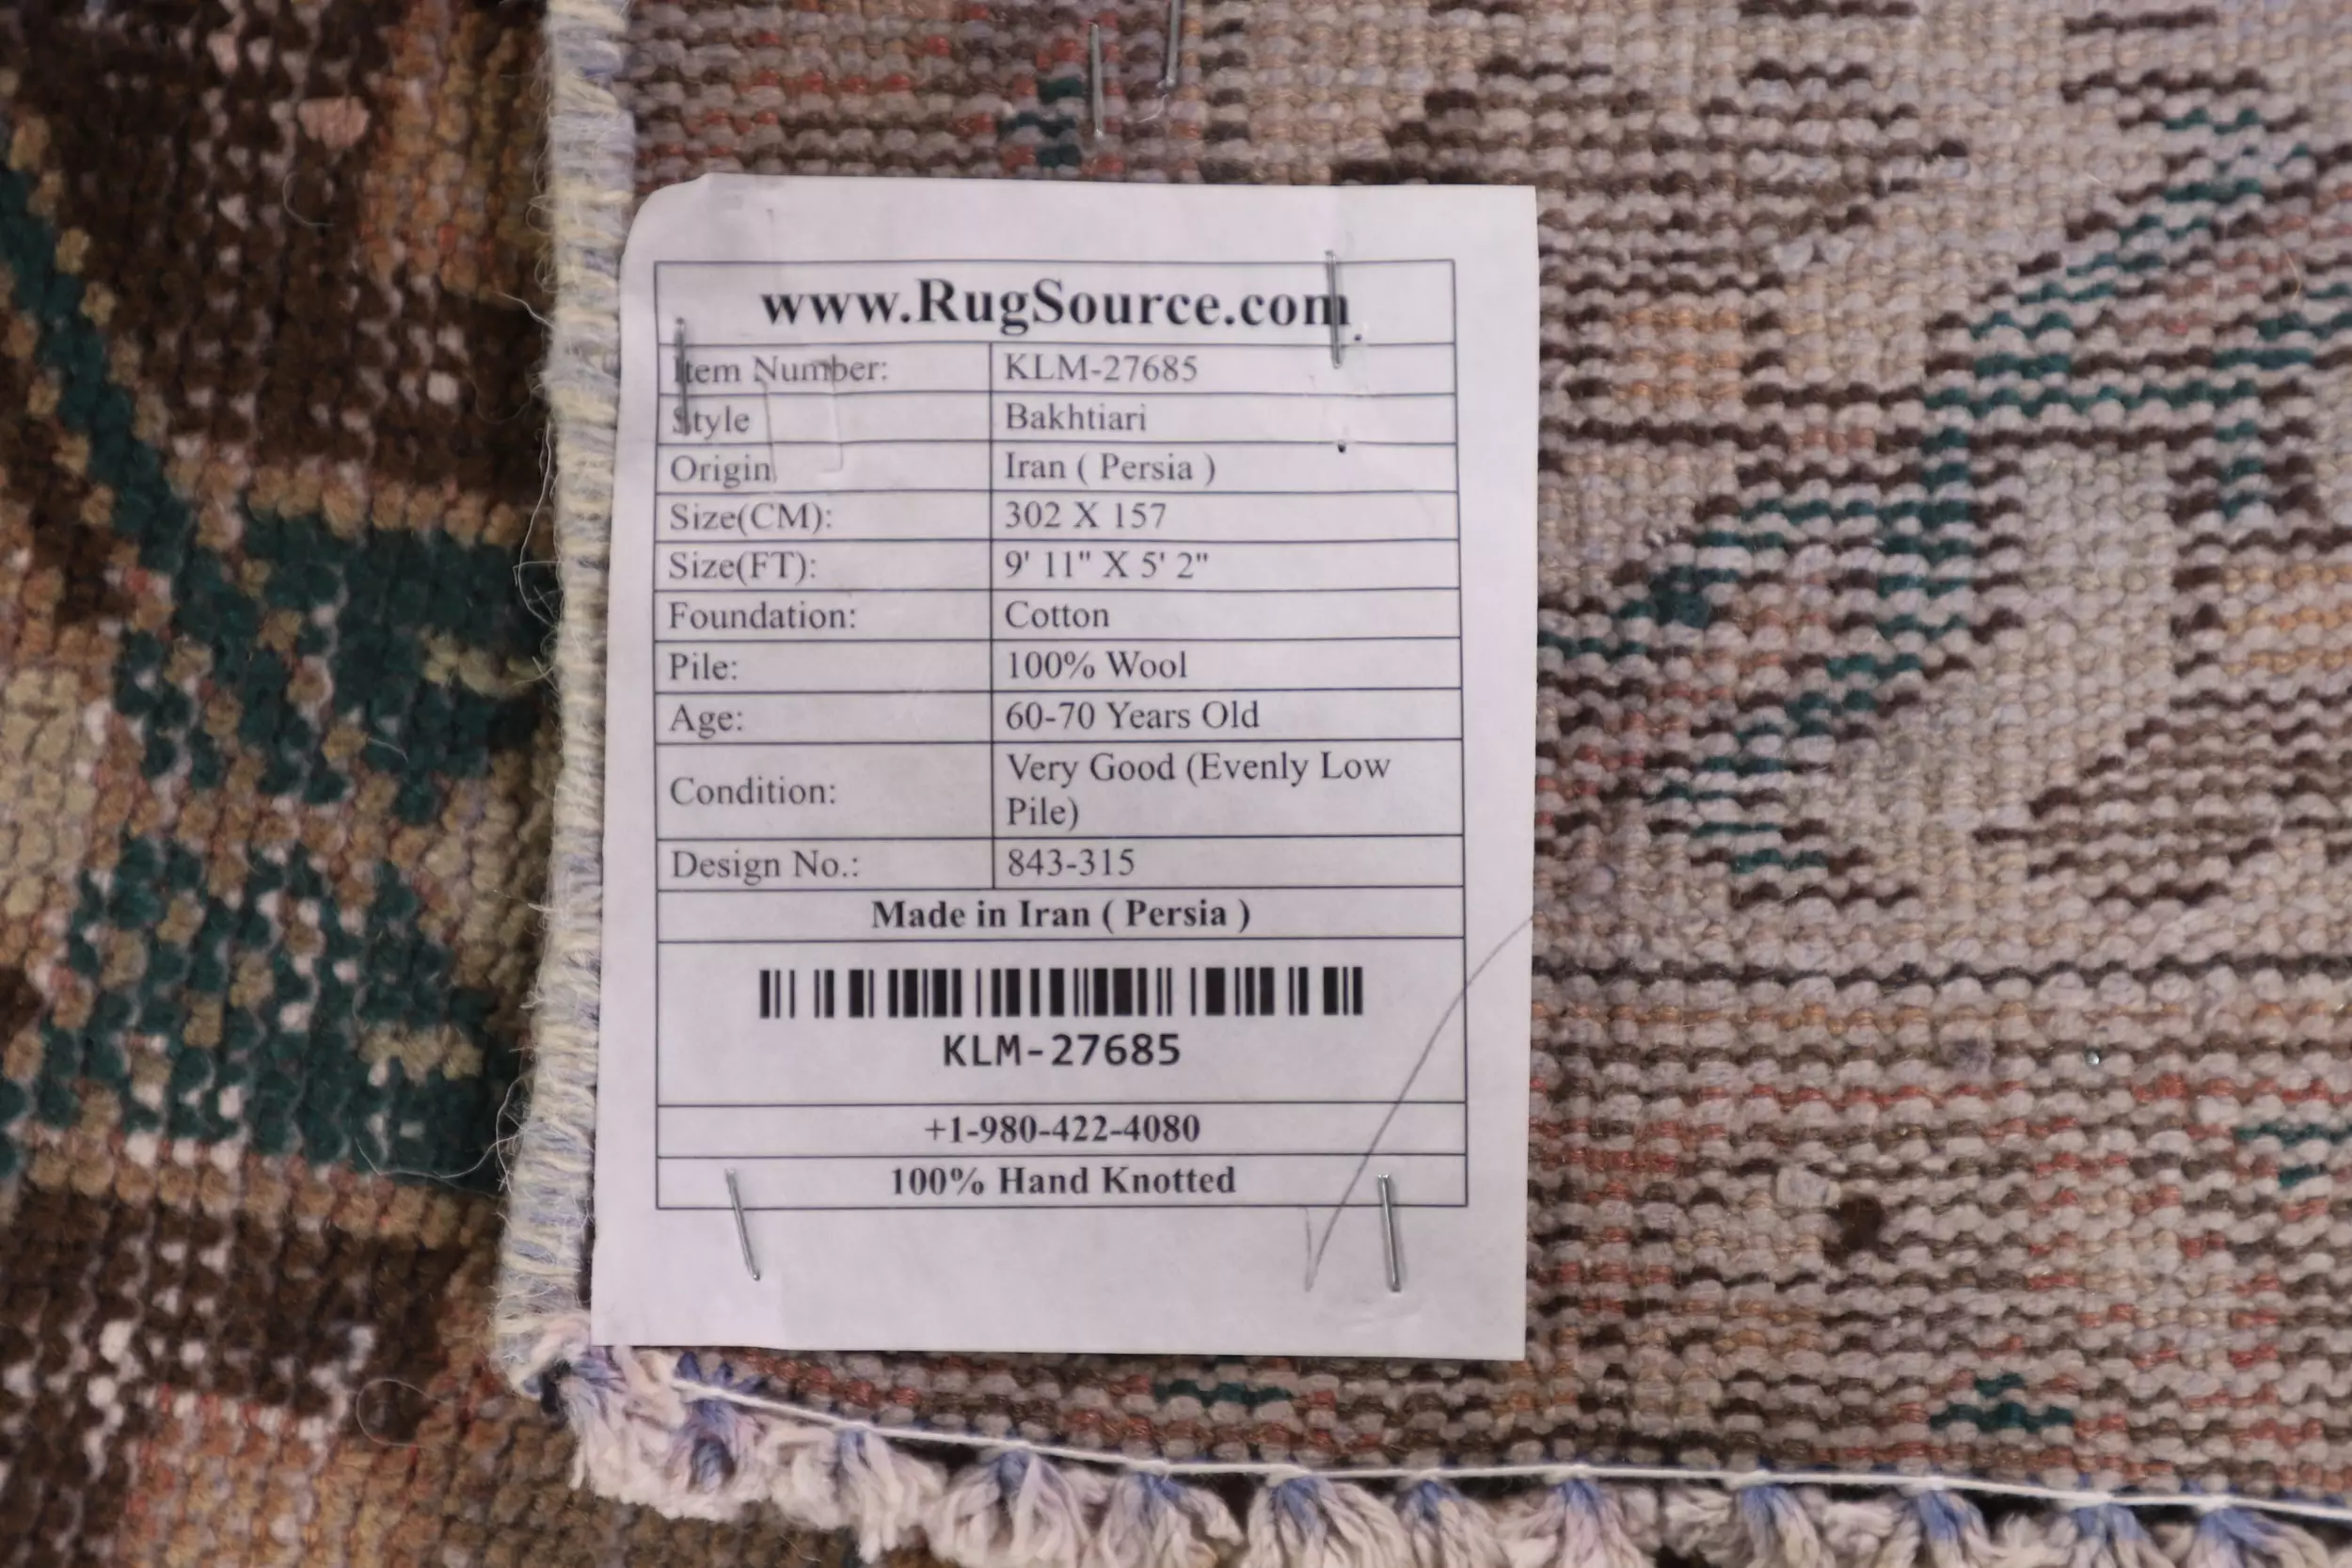 www.RugSource.com
Item Number: KLM-27685
Style Bakhtiari
Origin Iran ( Persia )
Size(CM): 302 X 157
Size(FT): 9' 11" X 5' 2"
Foundation: Cotton
Pile: 100% Wool
Age: 60-70 Years Old
Condition: Very Good (Evenly Low
Pile)
Design No.: 843-315
Made in Iran ( Persia )
KLM-27685
+1-980-422-4080
100% Hand Knotted